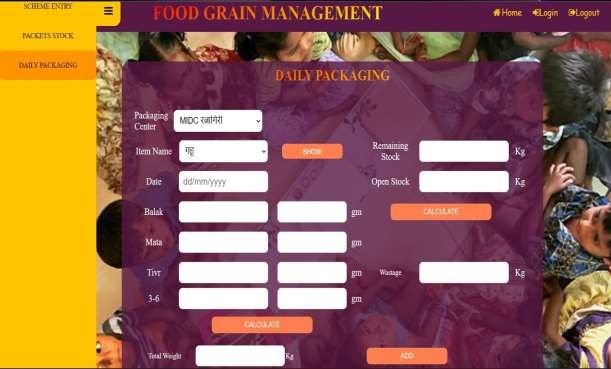 SCHEME ENTRY
FOOD GRAIN MANAGEMENT
Home Login Logout
PACKETS STOCK
DAILY PACKAGING
DAILY PACKAGING
Packaging Center MIDC रत्नागिरी
Item Name गहू SHOW Remaining Stock Kg
Date dd/mm/yyyy Open Stock Kg
Balak gm CALCULATE
Mata gm
Tivr gm Wastage Kg
3-6 gm
CALCULATE
Total Weight Kg ADD